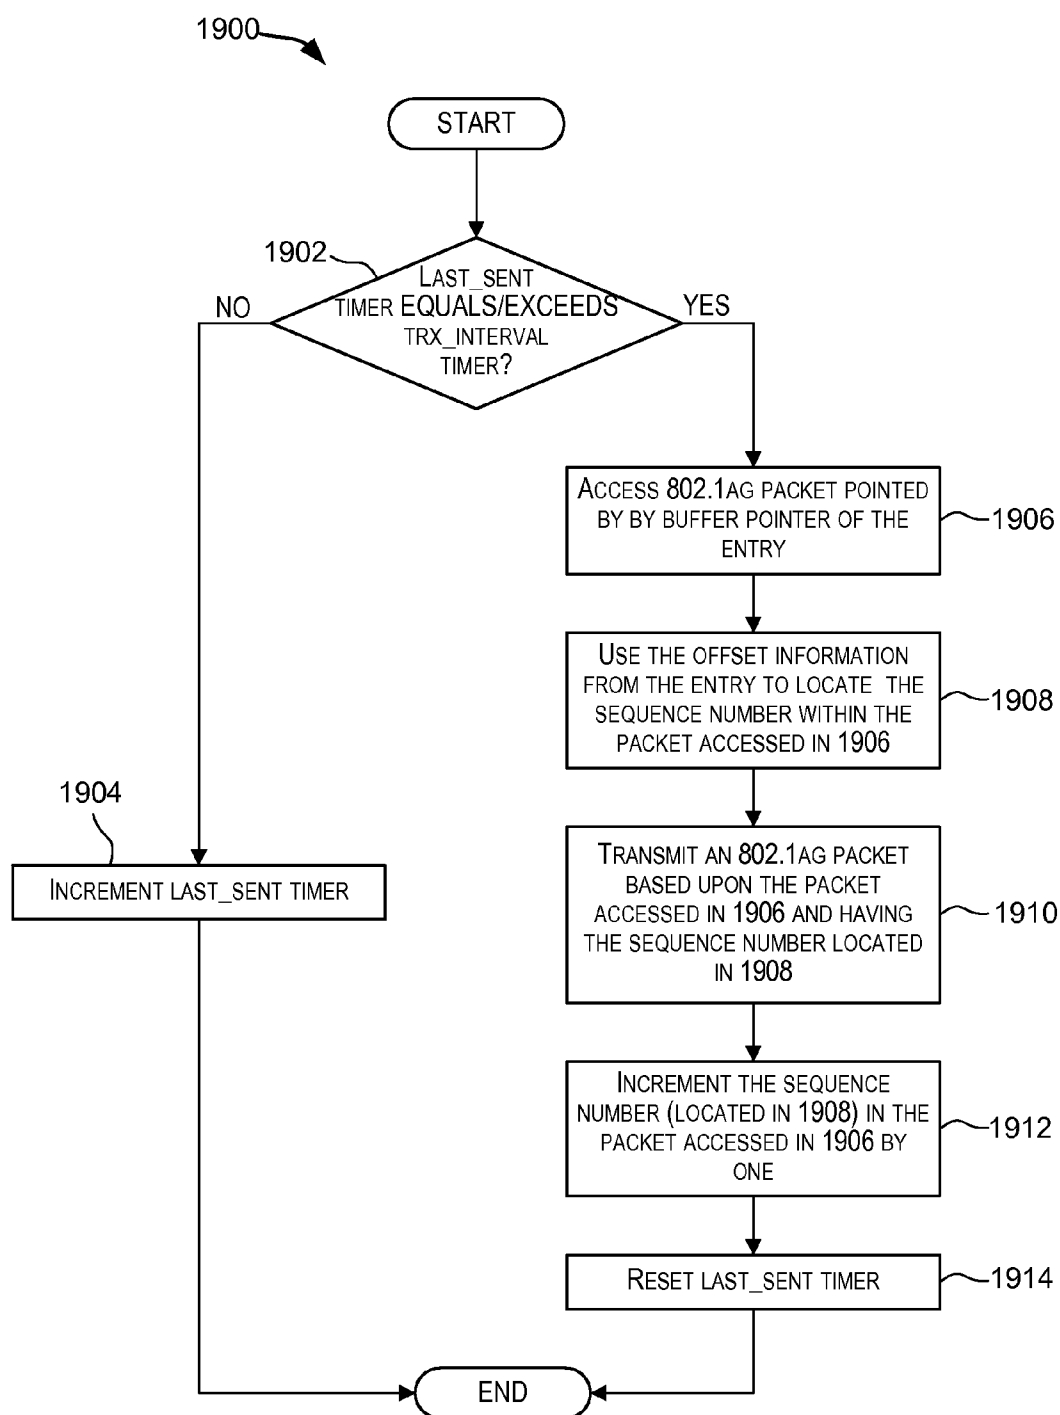 1900
START
1902
LAST_SENT
TIMER EQUALS/EXCEEDS
TRX_INTERVAL
TIMER?
NO
YES
ACCESS 802.1AG PACKET POINTED
BY BY BUFFER POINTER OF THE
ENTRY
1906
USE THE OFFSET INFORMATION
FROM THE ENTRY TO LOCATE THE
SEQUENCE NUMBER WITHIN THE
PACKET ACCESSED IN 1906
1908
1904
INCREMENT LAST_SENT TIMER
TRANSMIT AN 802.1AG PACKET
BASED UPON THE PACKET
ACCESSED IN 1906 AND HAVING
THE SEQUENCE NUMBER LOCATED
IN 1908
1910
INCREMENT THE SEQUENCE
NUMBER (LOCATED IN 1908) IN THE
PACKET ACCESSED IN 1906 BY
ONE
1912
RESET LAST_SENT TIMER
1914
END